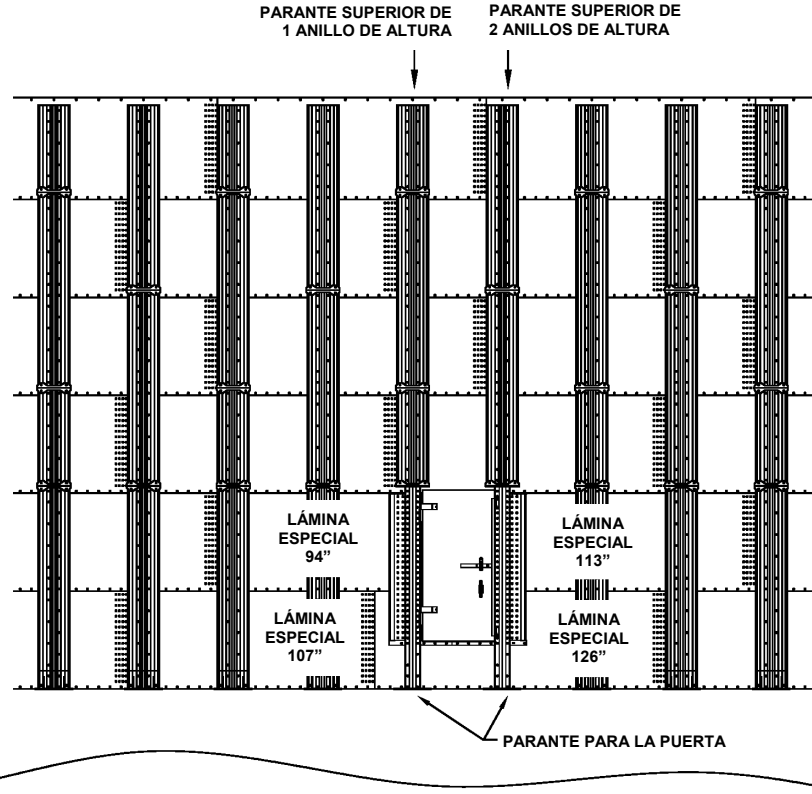 PARANTE SUPERIOR DE
1 ANILLO DE ALTURA
PARANTE SUPERIOR DE
2 ANILLOS DE ALTURA
LÁMINA
ESPECIAL
94”
LÁMINA
ESPECIAL
113”
LÁMINA
ESPECIAL
107”
LÁMINA
ESPECIAL
126”
PARANTE PARA LA PUERTA